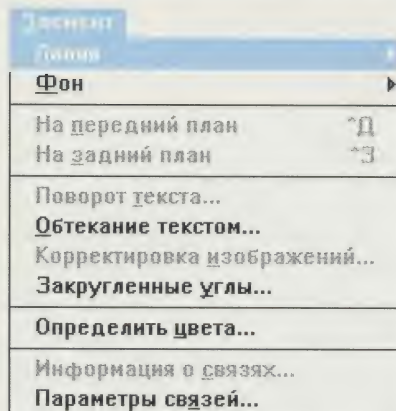 Элемент
Линия
Фон
На передний план ^Д
На задний план ^З
Поворот текста...
Обтекание текстом...
Корректировка изображений...
Закругленные углы...
Определить цвета...
Информация о связях...
Параметры связей...